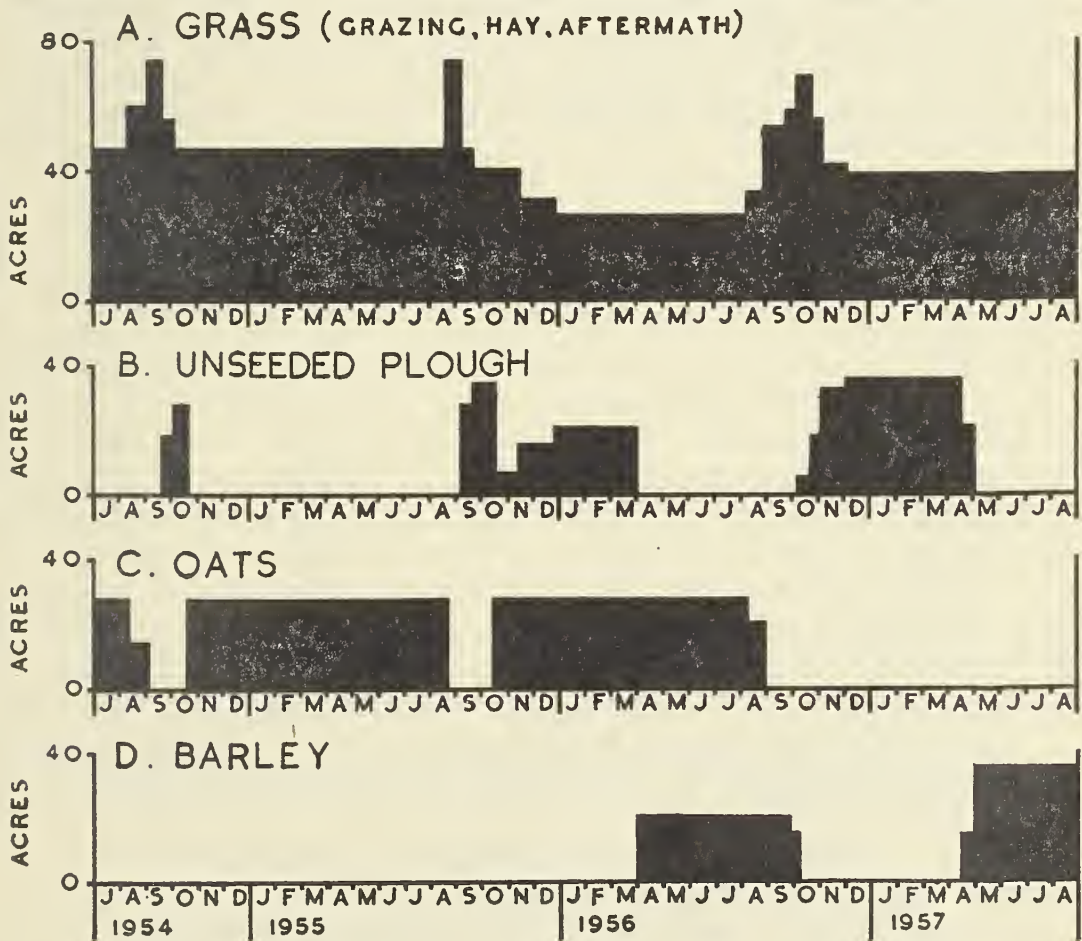 A. GRASS (GRAZING, HAY, AFTERMATH)
80
40
0
ACRES
J A S O N D J F M A M J J A S O N D J F M A M J J A S O N D J F M A M J J A
B. UNSEEDED PLOUGH
40
0
ACRES
J A S O N D J F M A M J J A S O N D J F M A M J J A S O N D J F M A M J J A
C. OATS
40
0
ACRES
J A S O N D J F M A M J J A S O N D J F M A M J J A S O N D J F M A M J J A
D. BARLEY
40
0
ACRES
J A S O N D J F M A M J J A S O N D J F M A M J J A S O N D J F M A M J J A
1954 1955 1956 1957